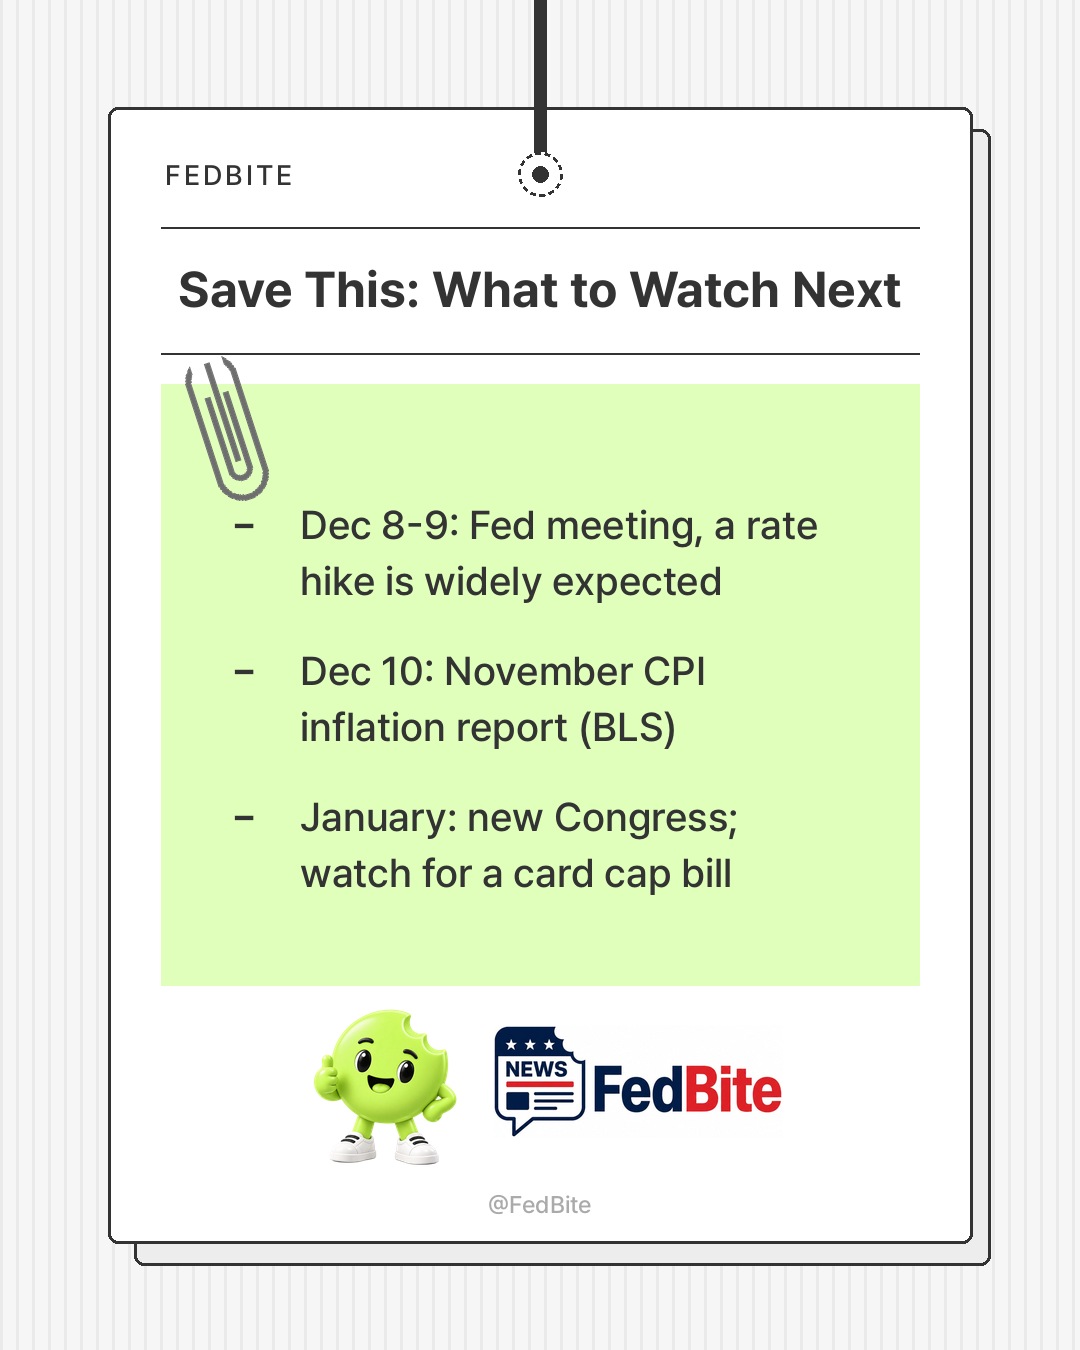 FEDBITE
Save This: What to Watch Next
– Dec 8-9: Fed meeting, a rate
hike is widely expected
– Dec 10: November CPI
inflation report (BLS)
– January: new Congress;
watch for a card cap bill
NEWS
FedBite
@FedBite